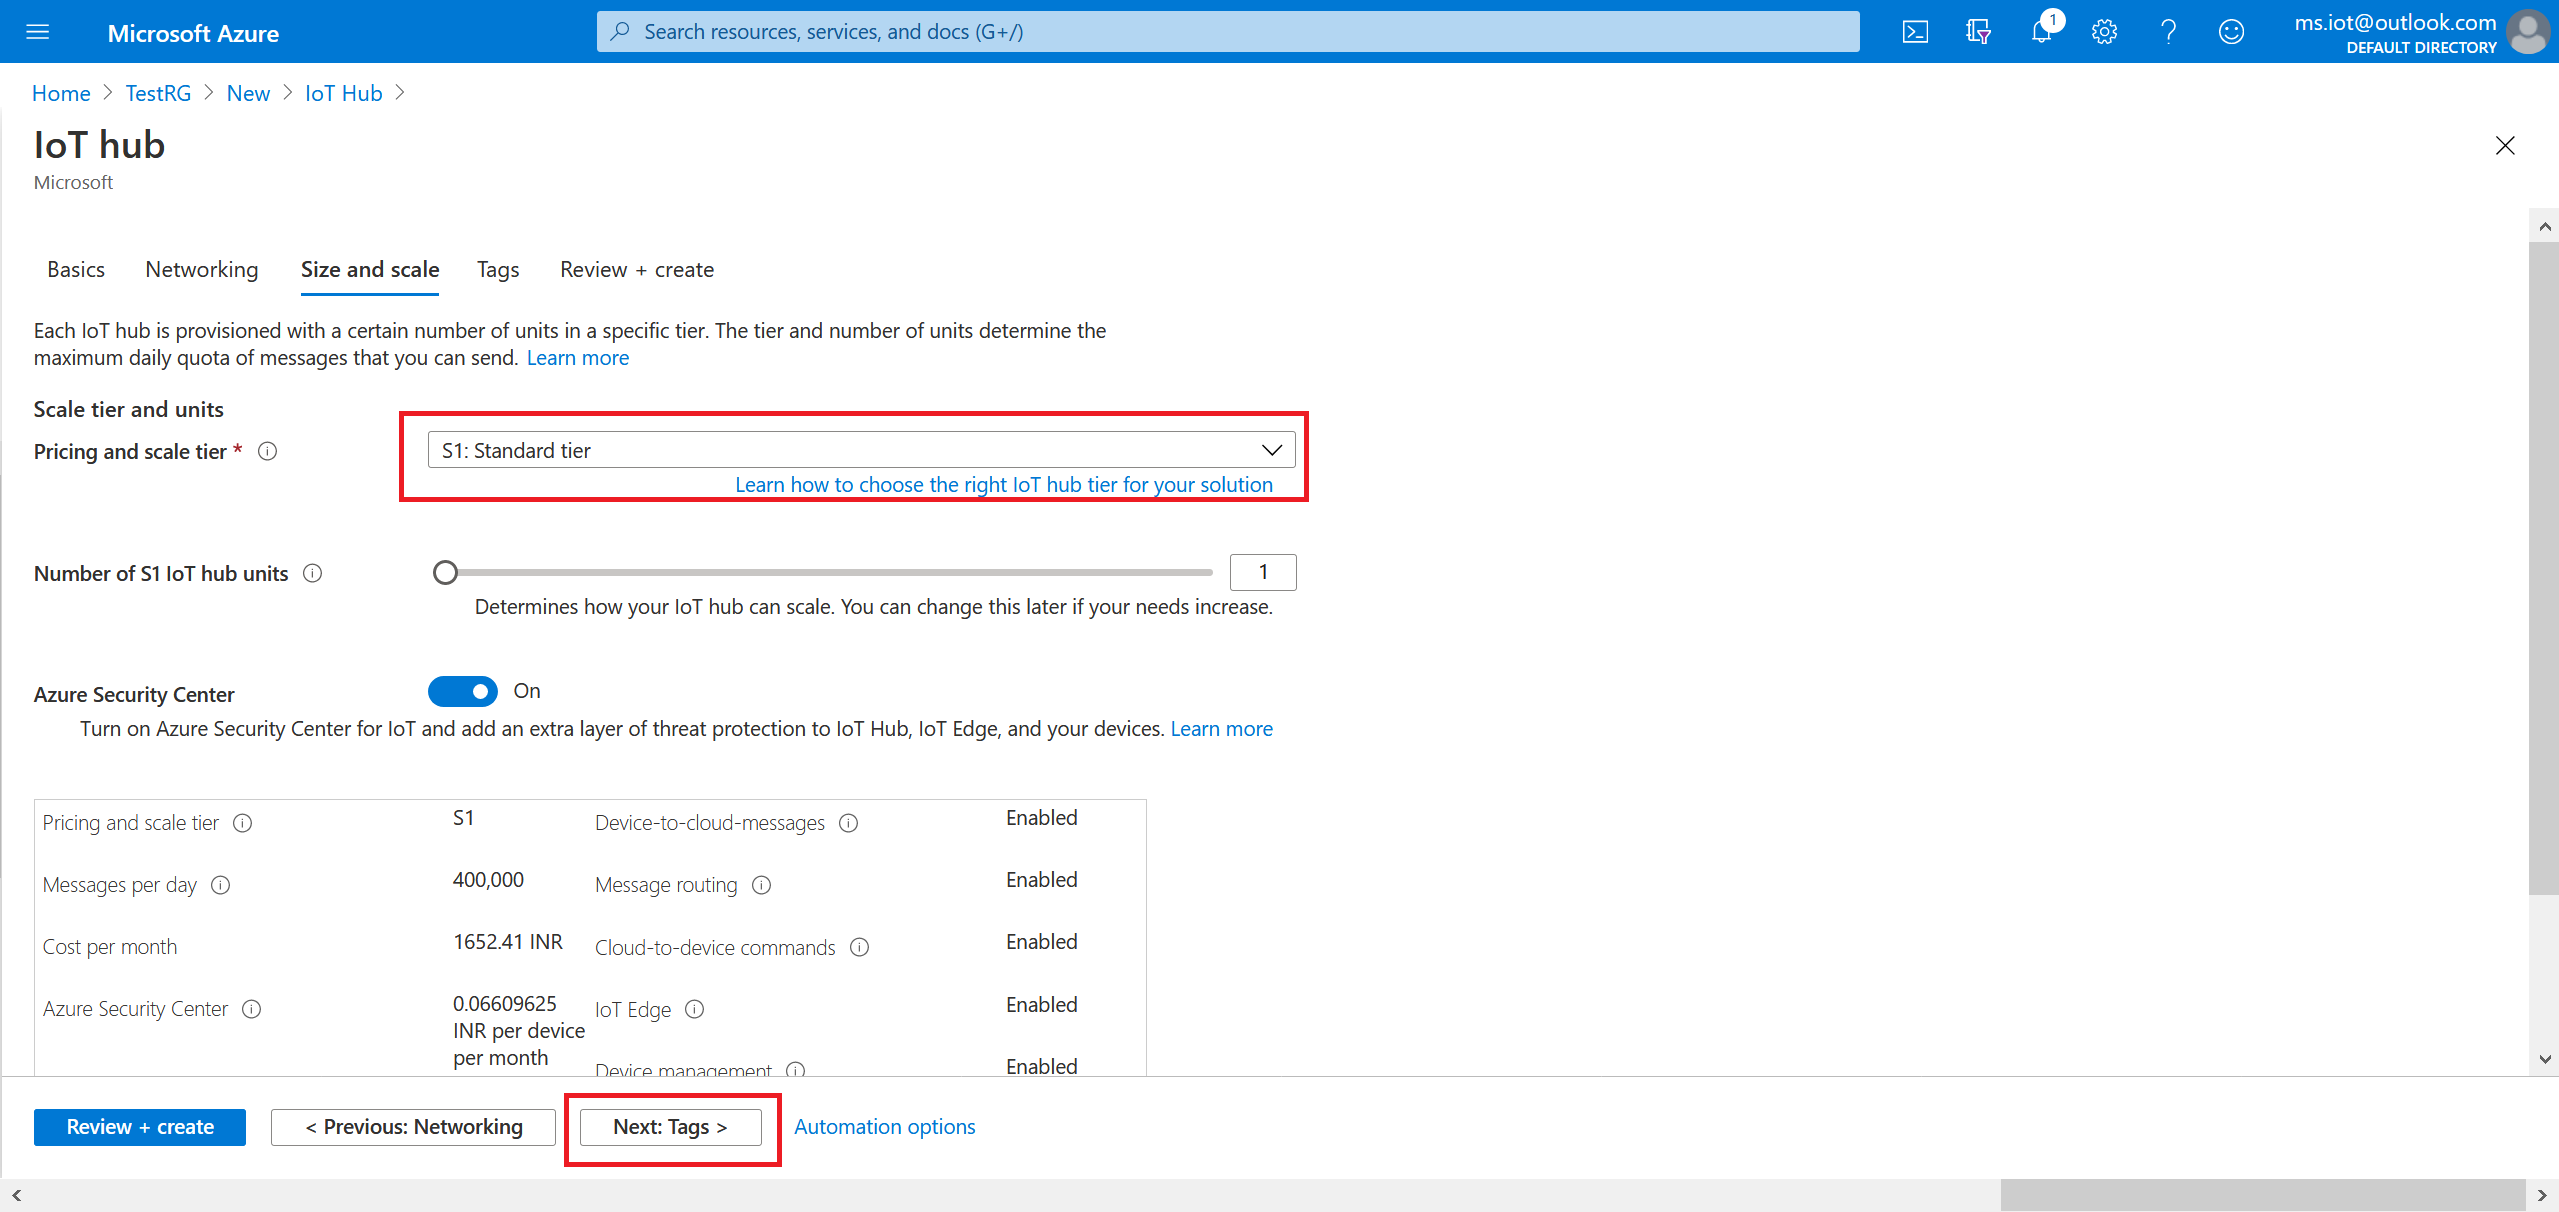 Microsoft Azure
Search resources, services, and docs (G+/)
1
ms.iot@outlook.com
DEFAULT DIRECTORY
Home > TestRG > New > IoT Hub >
IoT hub
Microsoft
Basics Networking Size and scale Tags Review + create
Each IoT hub is provisioned with a certain number of units in a specific tier. The tier and number of units determine the
maximum daily quota of messages that you can send. Learn more
Scale tier and units
Pricing and scale tier *
S1: Standard tier
Learn how to choose the right IoT hub tier for your solution
Number of S1 IoT hub units
1
Determines how your IoT hub can scale. You can change this later if your needs increase.
Azure Security Center
On
Turn on Azure Security Center for IoT and add an extra layer of threat protection to IoT Hub, IoT Edge, and your devices. Learn more
Pricing and scale tier S1 Device-to-cloud-messages Enabled
Messages per day 400,000 Message routing Enabled
Cost per month 1652.41 INR Cloud-to-device commands Enabled
Azure Security Center 0.06609625 IoT Edge Enabled
INR per device
per month
Device management Enabled
Review + create
< Previous: Networking
Next: Tags >
Automation options